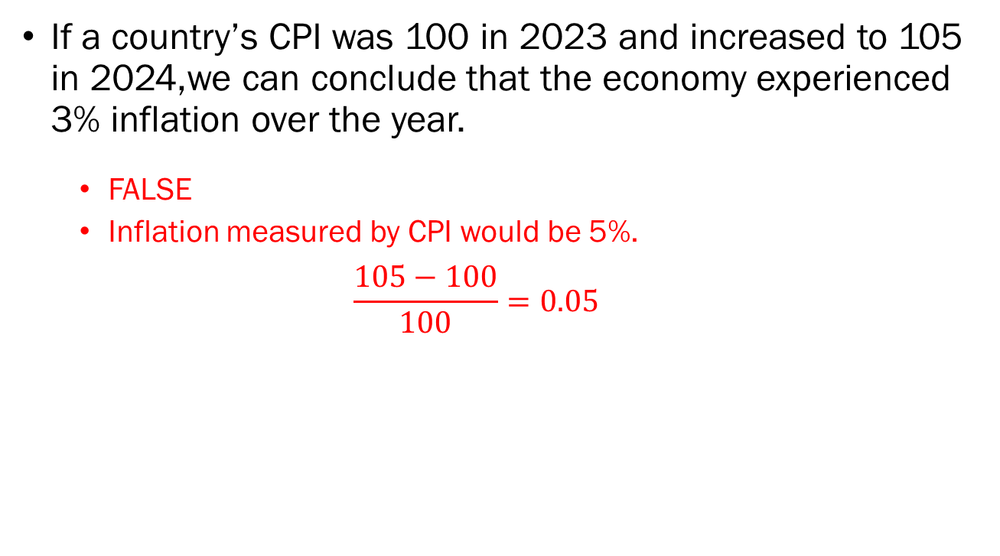 • If a country’s CPI was 100 in 2023 and increased to 105
in 2024,we can conclude that the economy experienced
3% inflation over the year.
• FALSE
• Inflation measured by CPI would be 5%.
105 − 100
100
= 0.05